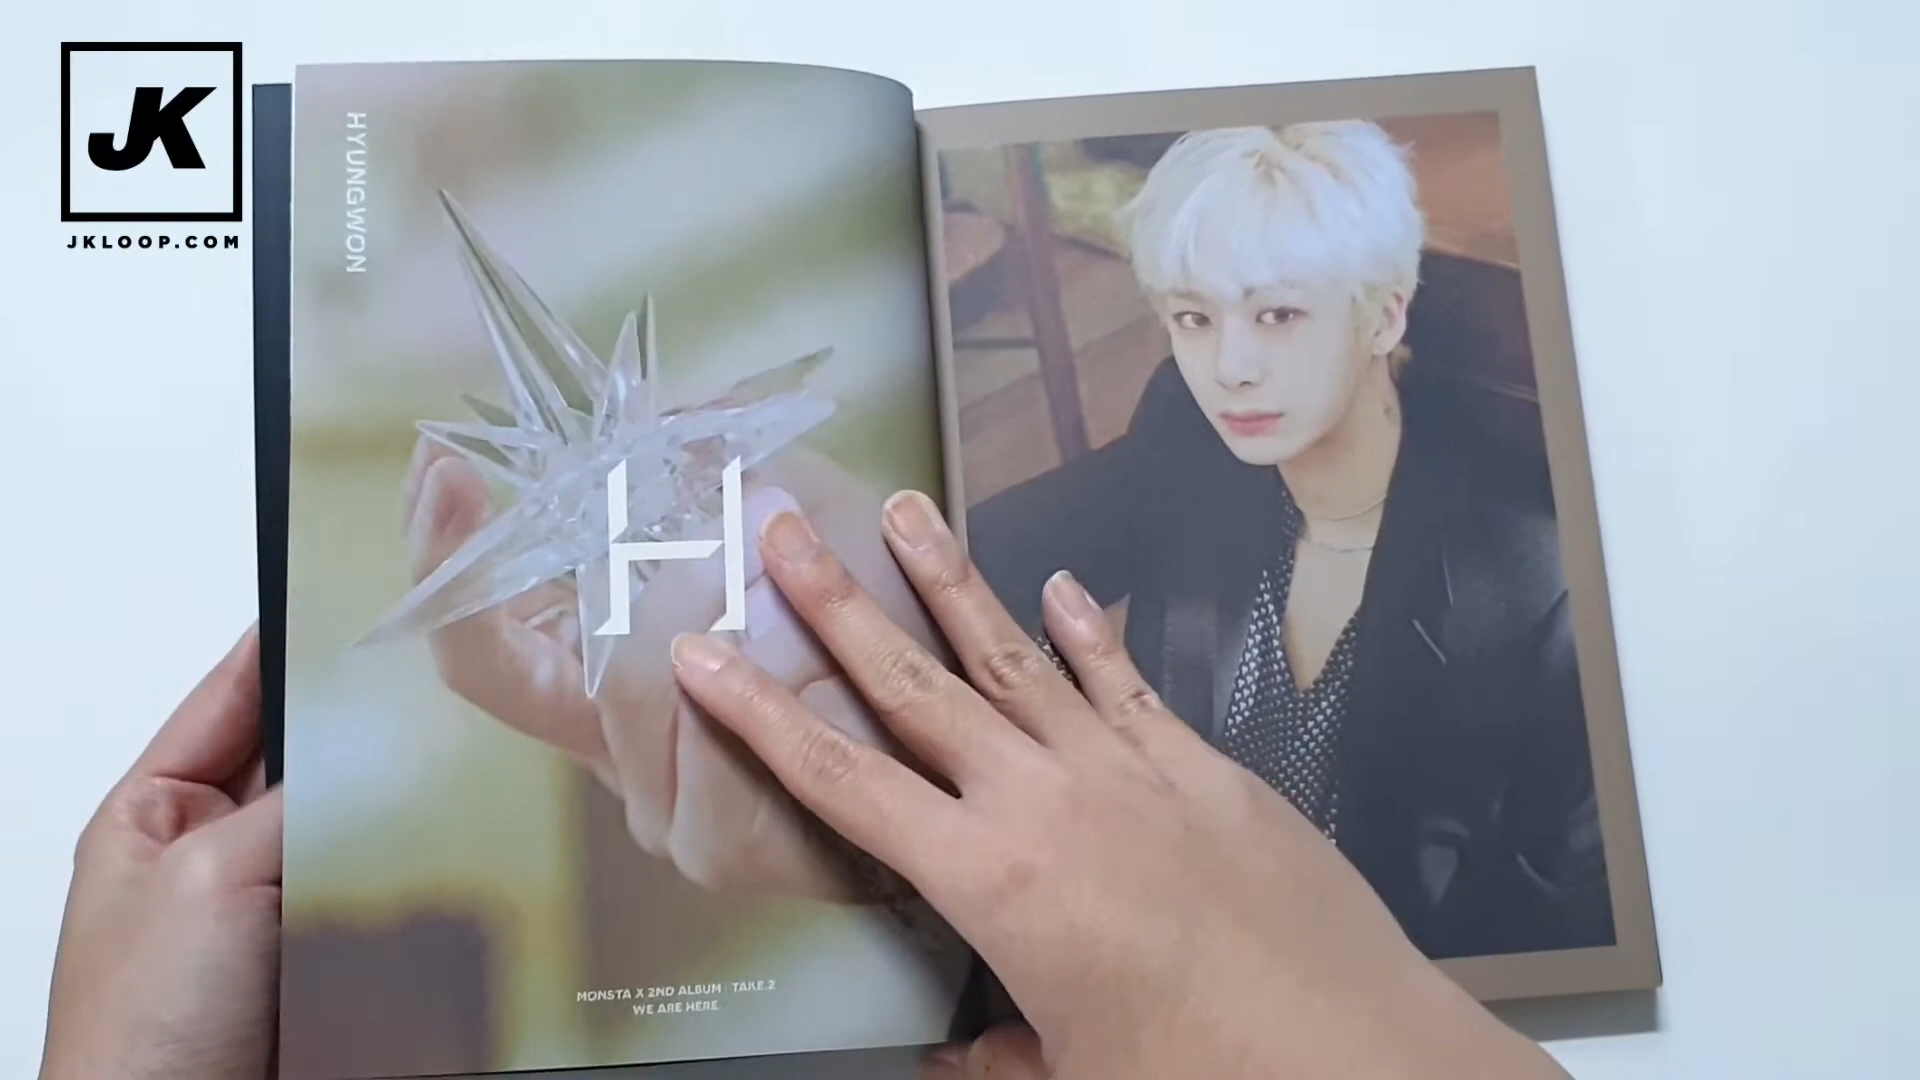 JK
JKLOOP.COM
HYUNGWON
H
MONSTA X 2ND ALBUM TAKE.2
WE ARE HERE